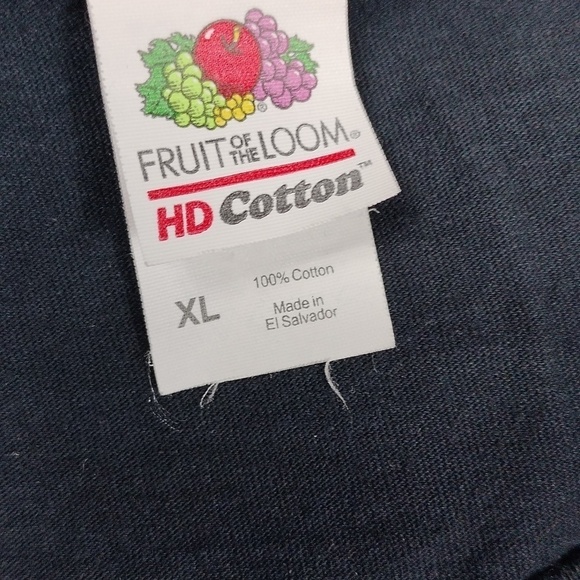 ®
FRUIT OF THE LOOM®
HD Cotton™
XL
100% Cotton
Made in
El Salvador